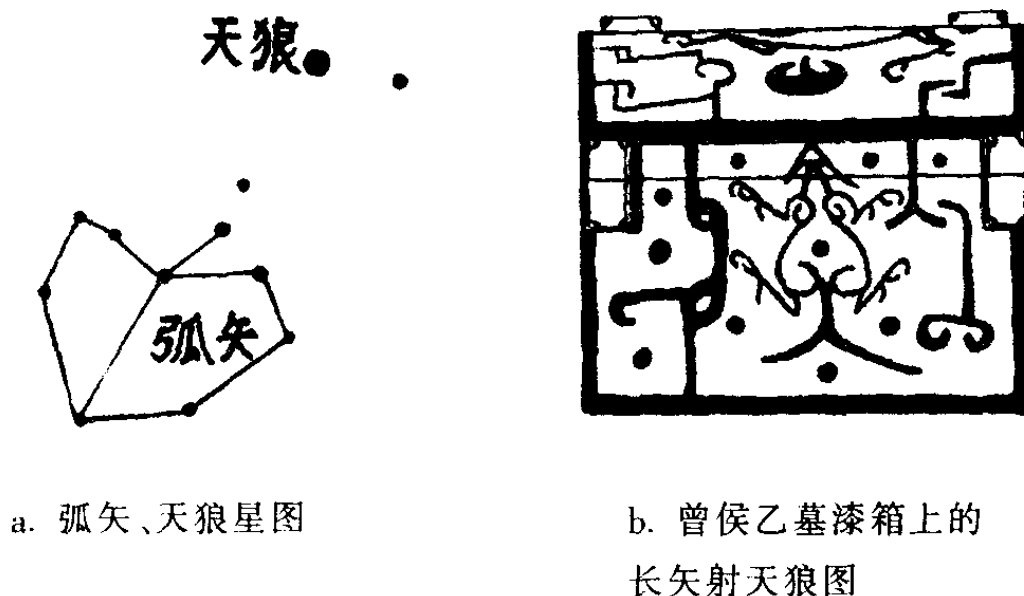 天狼
弧矢
a. 弧矢、天狼星图
b. 曾侯乙墓漆箱上的
长矢射天狼图